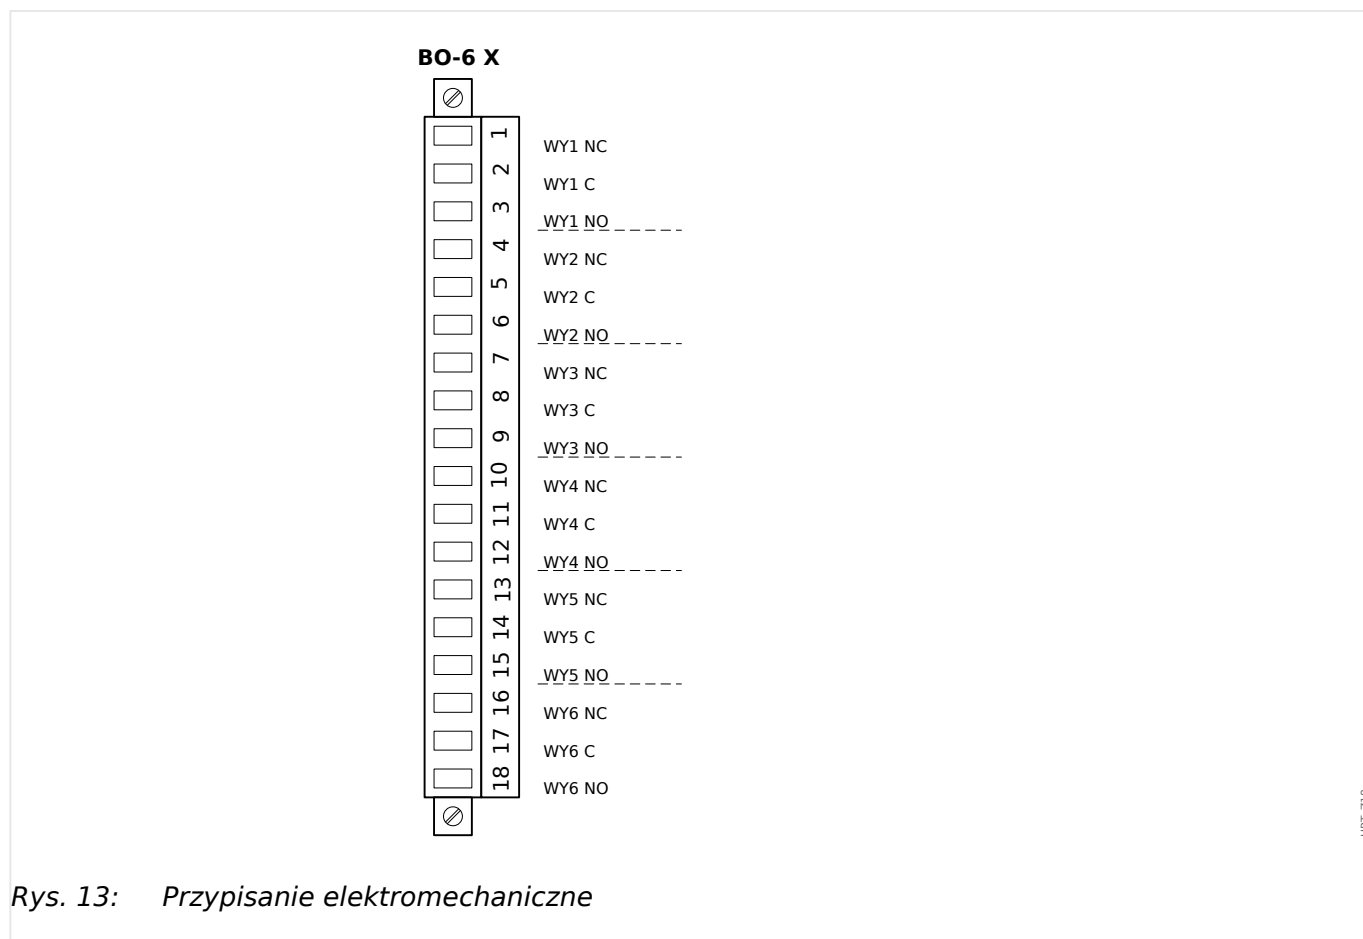 BO-6 X
1 WY1 NC
2 WY1 C
3 WY1 NO
4 WY2 NC
5 WY2 C
6 WY2 NO
7 WY3 NC
8 WY3 C
9 WY3 NO
10 WY4 NC
11 WY4 C
12 WY4 NO
13 WY5 NC
14 WY5 C
15 WY5 NO
16 WY6 NC
17 WY6 C
18 WY6 NO
Rys. 13: Przypisanie elektromechaniczne